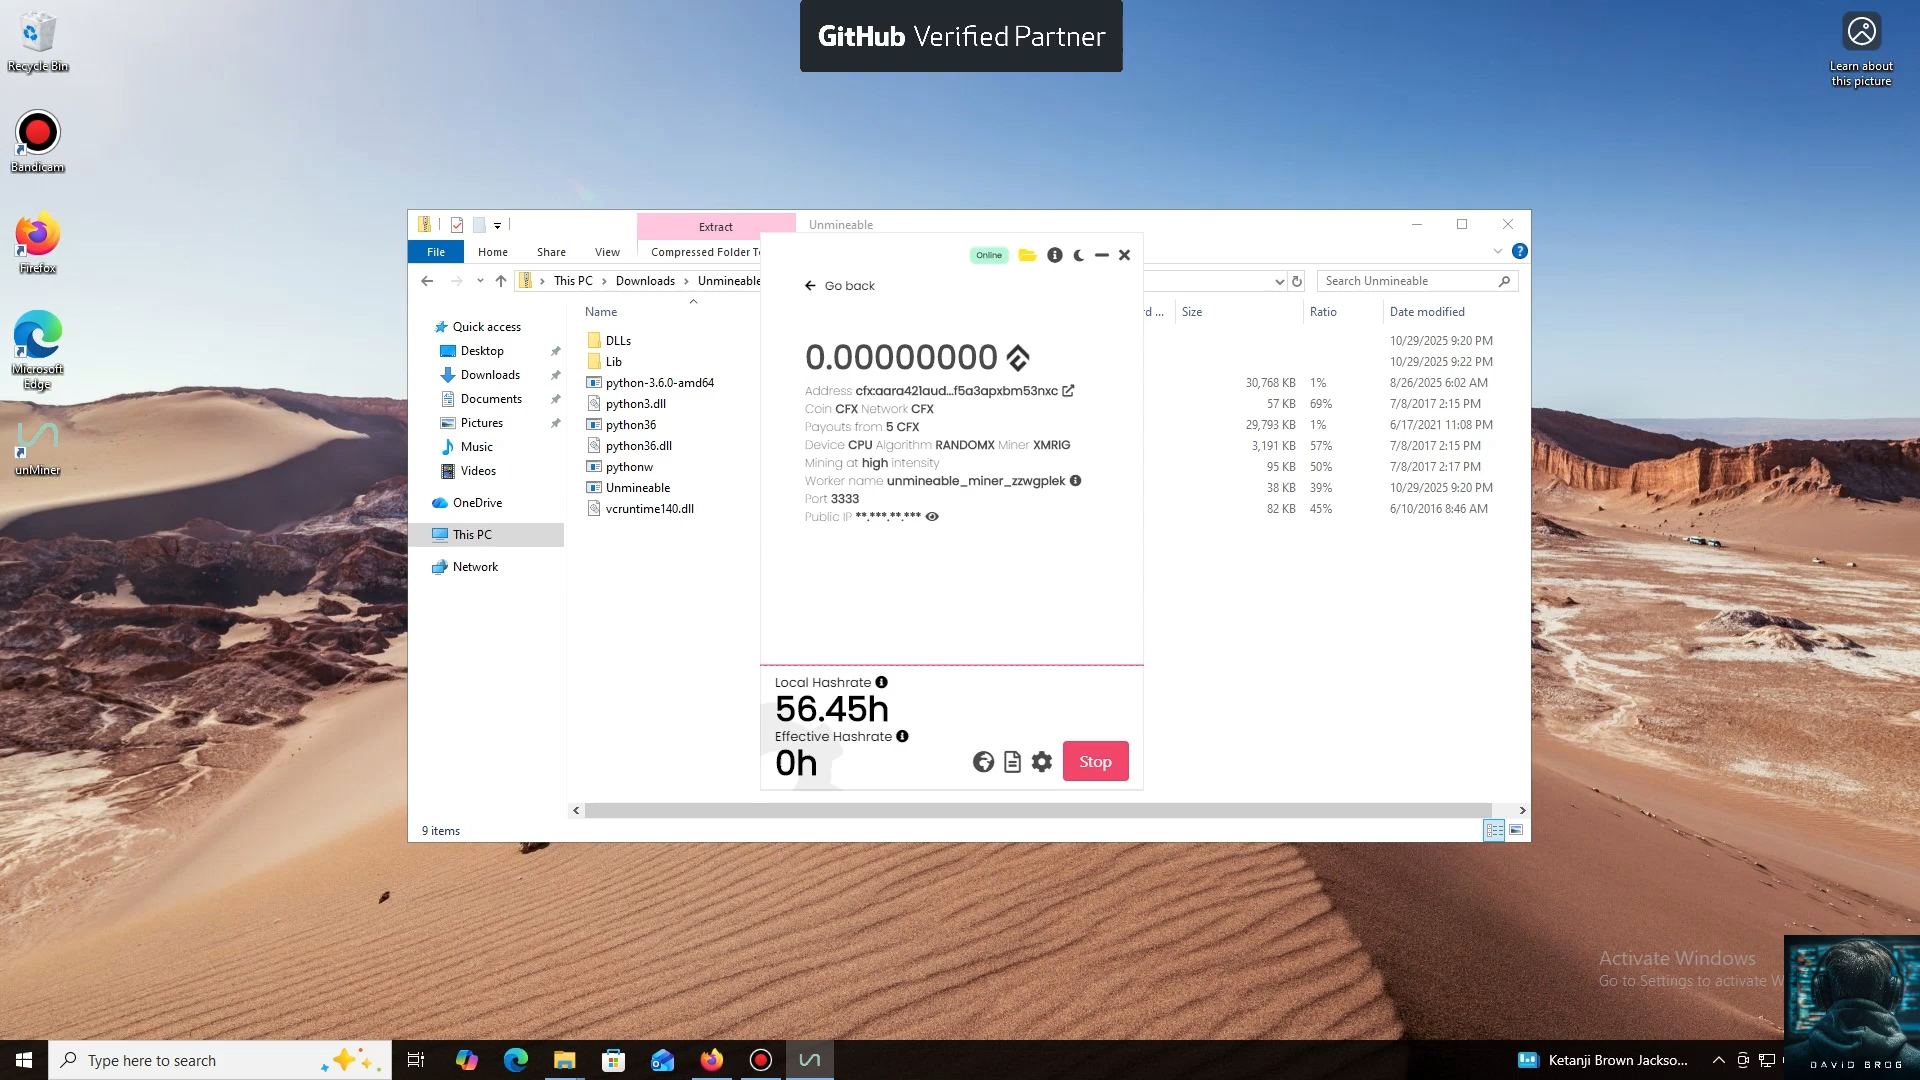 GitHub Verified Partner
Recycle Bin
Learn about
this picture
Bandicam
Firefox
Microsoft
Edge
unMiner
Extract
Unmineable
File
Home
Share
View
Compressed Folder To
This PC
Downloads
Unmineable
Search Unmineable
Quick access
Desktop
Downloads
Documents
Pictures
Music
Videos
OneDrive
This PC
Network
Name
rd ...
Size
Ratio
Date modified
DLLs 10/29/2025 9:20 PM
Lib 10/29/2025 9:22 PM
python-3.6.0-amd64 30,768 KB 1% 8/26/2025 6:02 AM
python3.dll 57 KB 69% 7/8/2017 2:15 PM
python36 29,793 KB 1% 6/17/2021 11:08 PM
python36.dll 3,191 KB 57% 7/8/2017 2:15 PM
pythonw 95 KB 50% 7/8/2017 2:17 PM
Unmineable 38 KB 39% 10/29/2025 9:20 PM
vcruntime140.dll 82 KB 45% 6/10/2016 8:46 AM
9 items
Online
Go back
0.00000000
Address cfx:aara421aud...f5a3apxbm53nxc
Coin CFX Network CFX
Payouts from 5 CFX
Device CPU Algorithm RANDOMX Miner XMRIG
Mining at high intensity
Worker name unmineable_miner_zzwgplek
Port 3333
Public IP **.***.**.***
Local Hashrate
56.45h
Effective Hashrate
0h
Stop
Activate Windows
Go to Settings to activate W
DAVID BROG
Type here to search
Ketanji Brown Jackso...